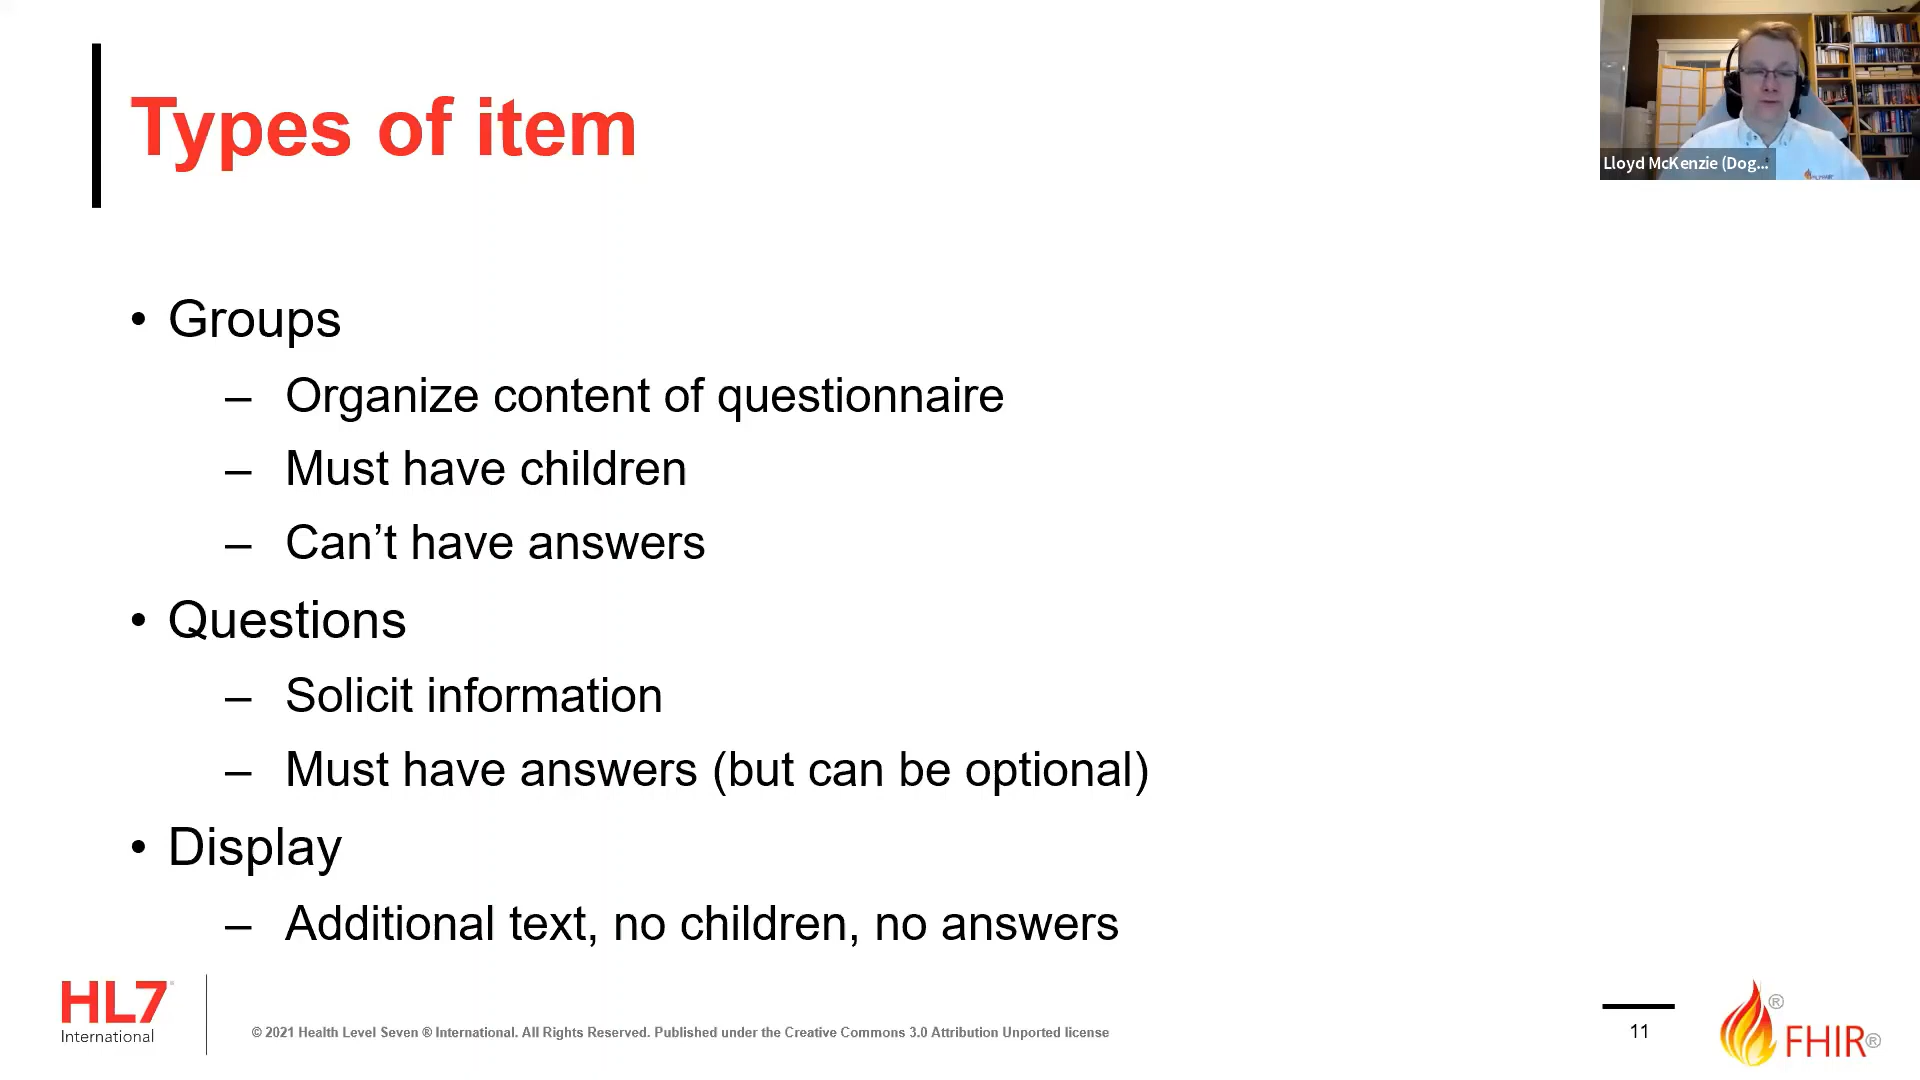 Types of item
Lloyd McKenzie (Dog...
• Groups
– Organize content of questionnaire
– Must have children
– Can’t have answers
• Questions
– Solicit information
– Must have answers (but can be optional)
• Display
– Additional text, no children, no answers
HL7
International
© 2021 Health Level Seven ® International. All Rights Reserved. Published under the Creative Commons 3.0 Attribution Unported license
11
FHIR®